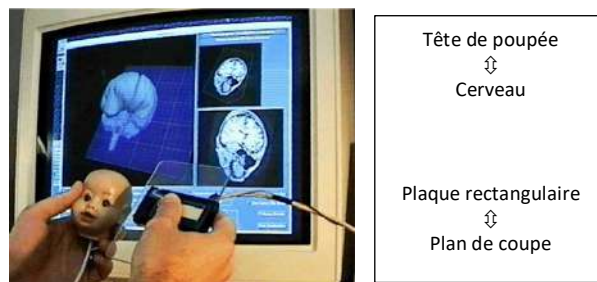 Tête de poupée
⇳
Cerveau
Plaque rectangulaire
⇳
Plan de coupe